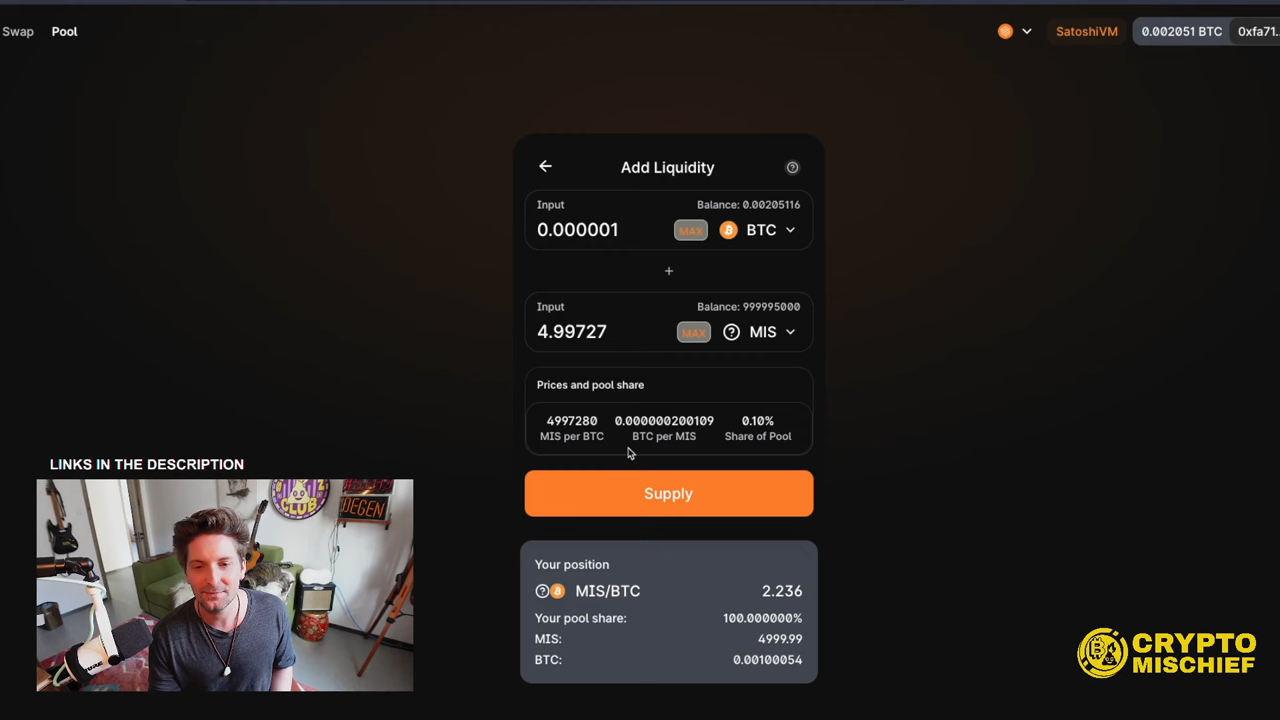 Swap Pool SatoshiVM 0.002051 BTC 0xfa71...
Add Liquidity
Input Balance: 0.00205116
0.000001 MAX BTC
+
Input Balance: 999995000
4.99727 MAX MIS
Prices and pool share
4997280 0.000000200109 0.10%
MIS per BTC BTC per MIS Share of Pool
Supply
Your position
MIS/BTC 2.236
Your pool share: 100.000000%
MIS: 4999.99
BTC: 0.00100054
LINKS IN THE DESCRIPTION
CLUB
DEGEN
CRYPTO
MISCHIEF